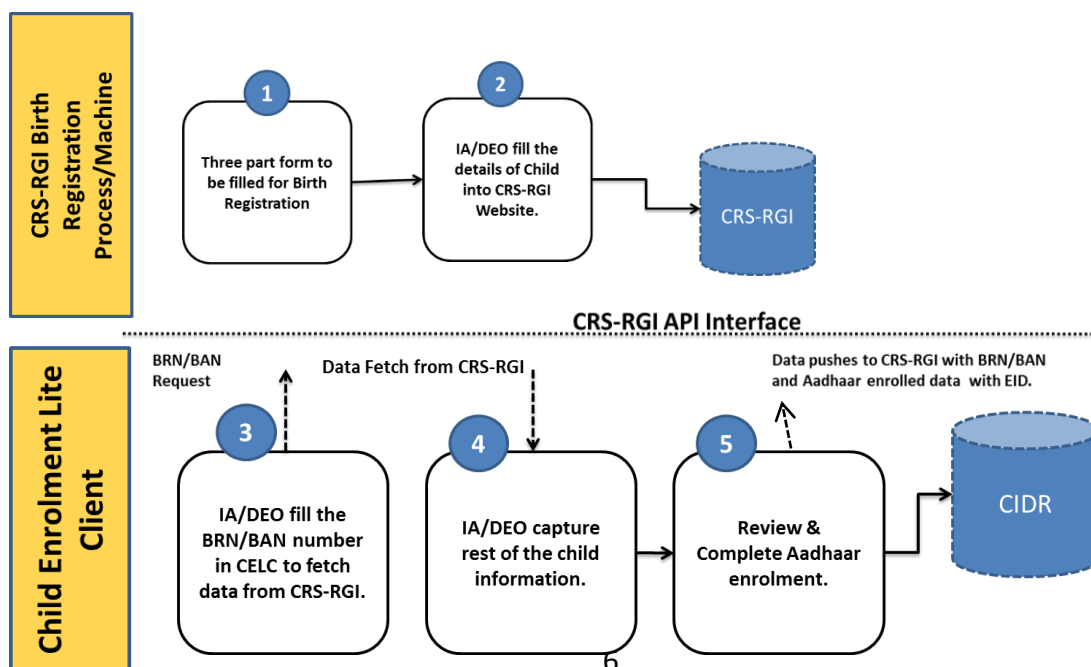 CRS-RGI Birth
Registration
Process/Machine
1
Three part form to
be filled for Birth
Registration
2
IA/DEO fill the
details of Child
into CRS-RGI
Website.
CRS-RGI
CRS-RGI API Interface
Child Enrolment Lite
Client
BRN/BAN
Request
Data Fetch from CRS-RGI
Data pushes to CRS-RGI with BRN/BAN
and Aadhaar enrolled data with EID.
3
IA/DEO fill the
BRN/BAN number
in CELC to fetch
data from CRS-RGI.
4
IA/DEO capture
rest of the child
information.
5
Review &
Complete Aadhaar
enrolment.
CIDR
6